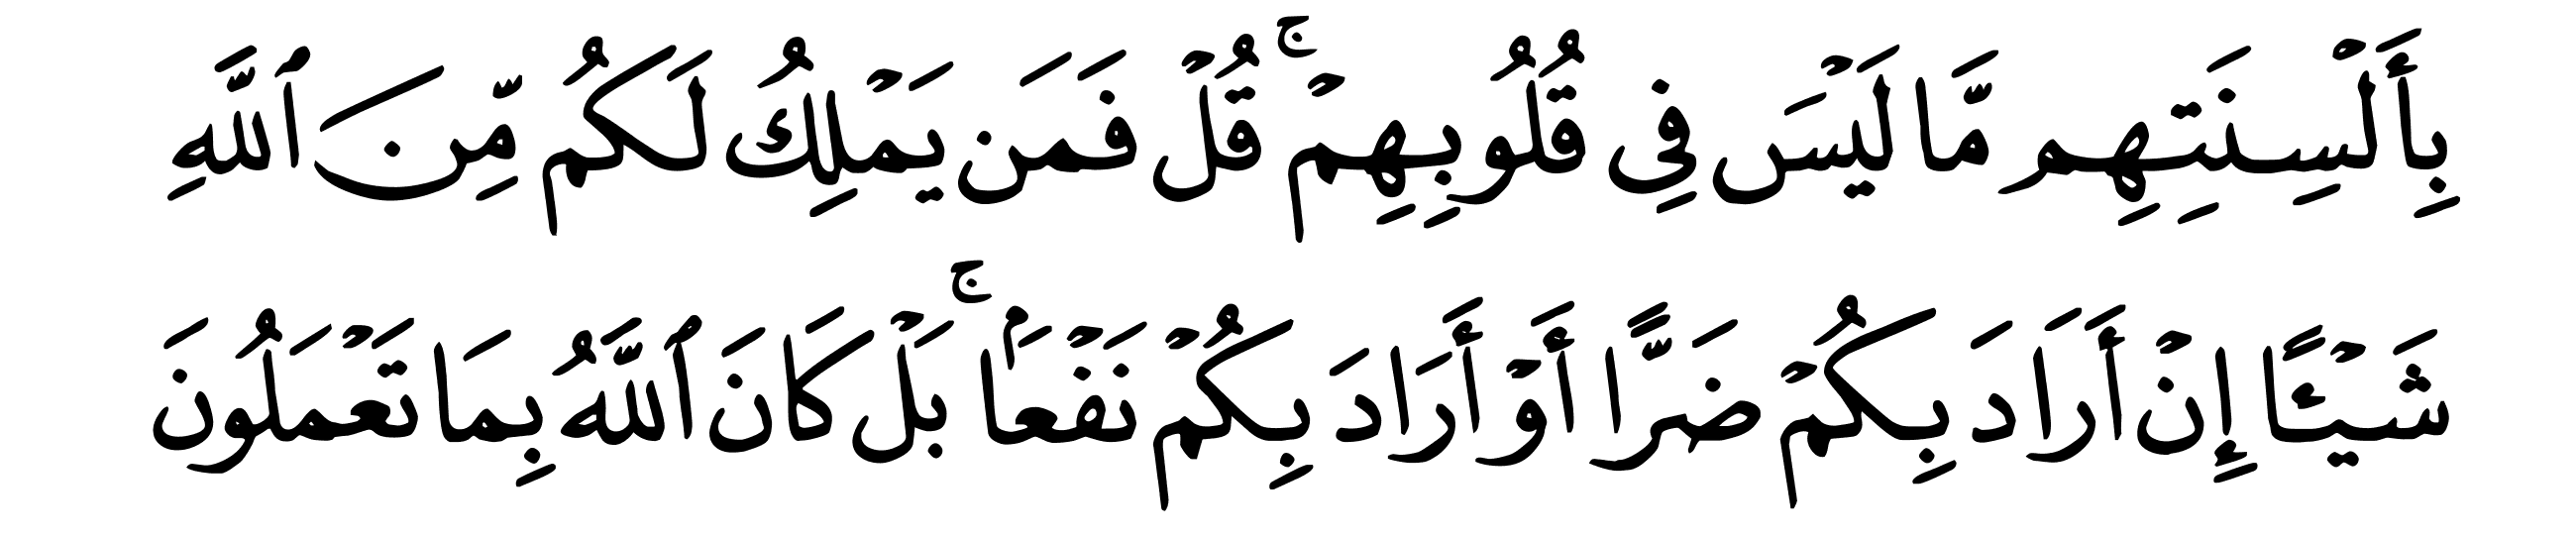 بِأَلۡسِنَتِهِم مَّا لَيۡسَ فِى قُلُوبِهِمۡۚ قُلۡ فَمَن يَمۡلِكُ لَكُم مِّنَ ٱللَّهِ
شَيۡـًٔا إِنۡ أَرَادَ بِكُمۡ ضَرًّا أَوۡ أَرَادَ بِكُمۡ نَفۡعَۢاۚ بَلۡ كَانَ ٱللَّهُ بِمَا تَعۡمَلُونَ